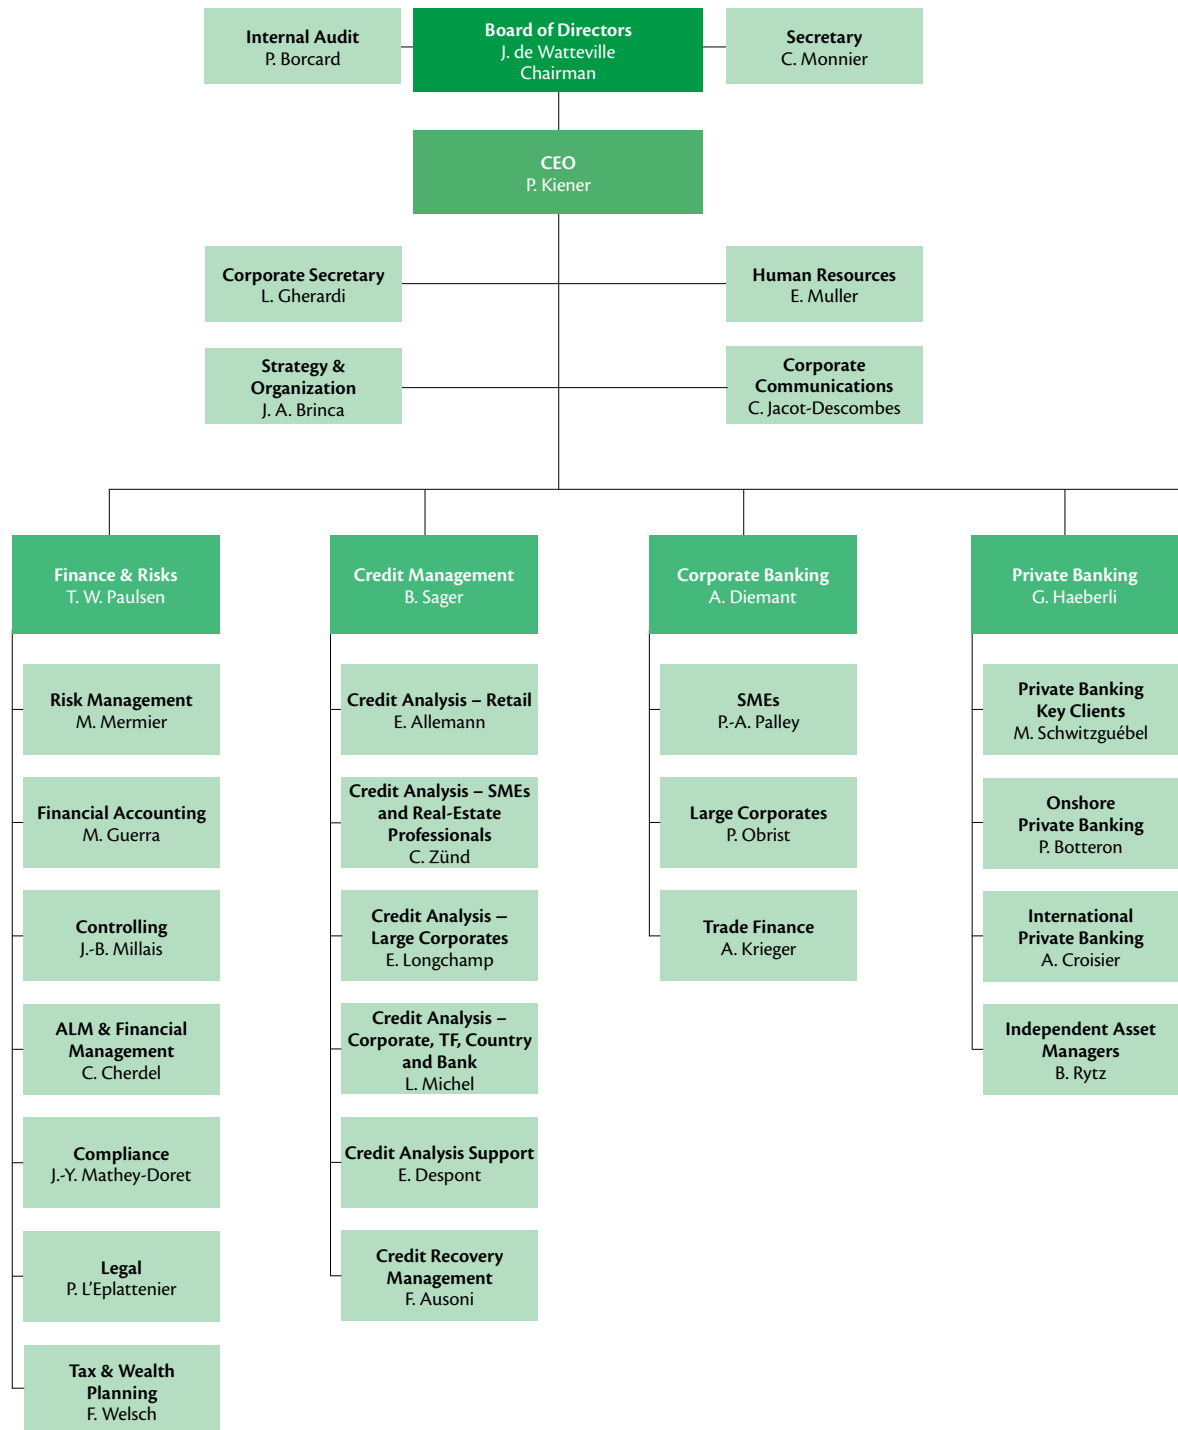 Internal Audit
P. Borcard
Board of Directors
J. de Watteville
Chairman
Secretary
C. Monnier
CEO
P. Kiener
Corporate Secretary
L. Gherardi
Human Resources
E. Muller
Strategy &
Organization
J. A. Brinca
Corporate
Communications
C. Jacot-Descombes
Finance & Risks
T. W. Paulsen
Risk Management
M. Mermier
Financial Accounting
M. Guerra
Controlling
J.-B. Millais
ALM & Financial
Management
C. Cherdel
Compliance
J.-Y. Mathey-Doret
Legal
P. L’Eplattenier
Tax & Wealth
Planning
F. Welsch
Credit Management
B. Sager
Credit Analysis – Retail
E. Allemann
Credit Analysis – SMEs
and Real-Estate
Professionals
C. Zünd
Credit Analysis –
Large Corporates
E. Longchamp
Credit Analysis –
Corporate, TF, Country
and Bank
L. Michel
Credit Analysis Support
E. Despont
Credit Recovery
Management
F. Ausoni
Corporate Banking
A. Diemant
SMEs
P.-A. Palley
Large Corporates
P. Obrist
Trade Finance
A. Krieger
Private Banking
G. Haeberli
Private Banking
Key Clients
M. Schwitzguébel
Onshore
Private Banking
P. Botteron
International
Private Banking
A. Croisier
Independent Asset
Managers
B. Rytz